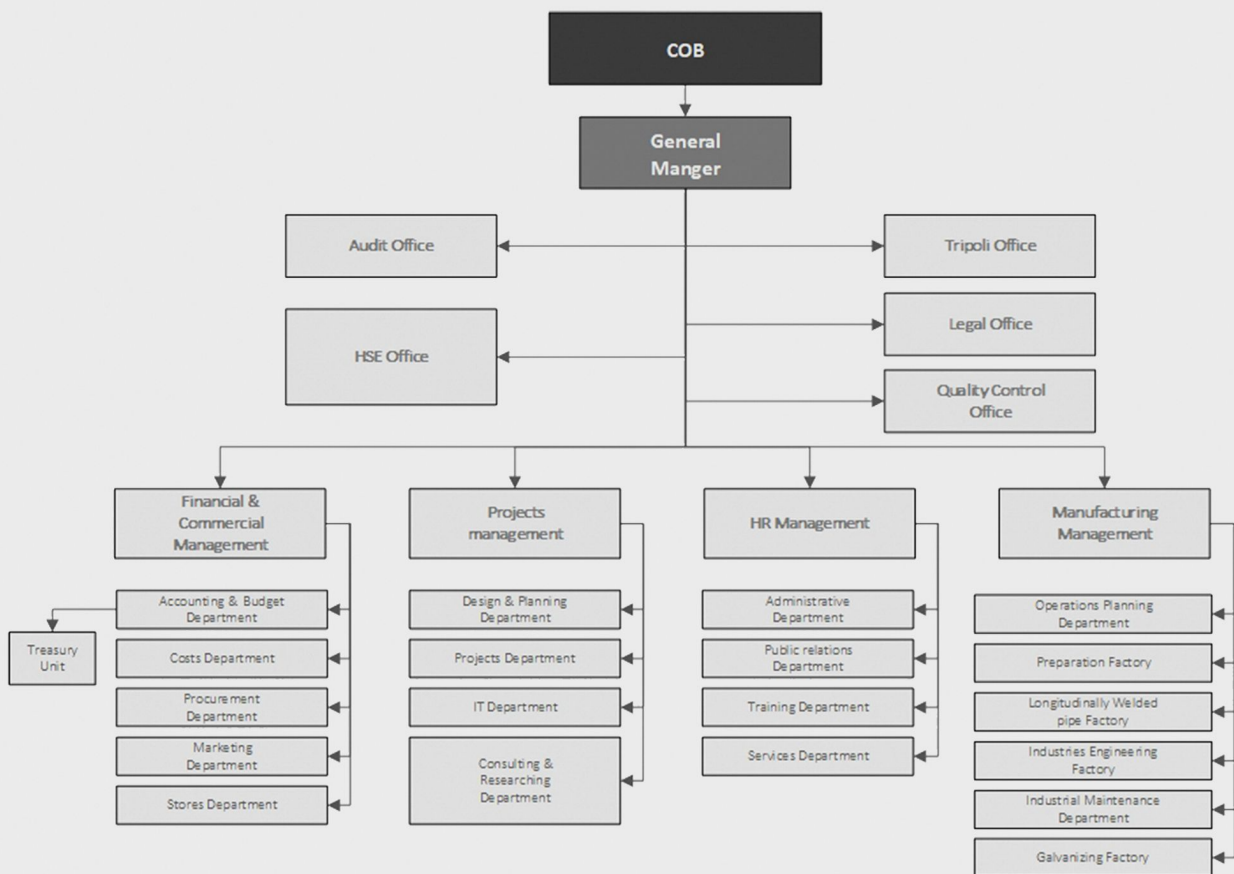 COB
General
Manger
Audit Office
Tripoli Office
HSE Office
Legal Office
Quality Control
Office
Financial &
Commercial
Management
Projects
management
HR Management
Manufacturing
Management
Accounting & Budget
Department
Treasury
Unit
Costs Department
Procurement
Department
Marketing
Department
Stores Department
Design & Planning
Department
Projects Department
IT Department
Consulting &
Researching
Department
Administrative
Department
Public relations
Department
Training Department
Services Department
Operations Planning
Department
Preparation Factory
Longitudinally Welded
pipe Factory
Industries Engineering
Factory
Industrial Maintenance
Department
Galvanizing Factory